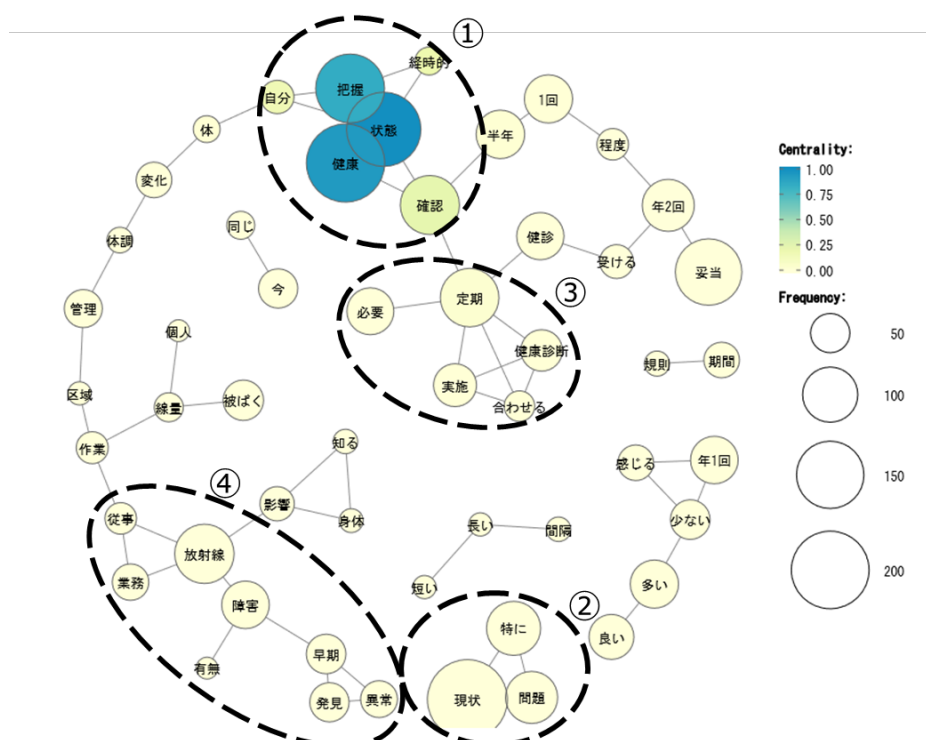 ①
経時的
把握
自分
状態
健康
確認
体
変化
体調
管理
区域
作業
同じ
今
個人
線量
被ばく
半年
1回
程度
年2回
妥当
健診
受ける
③
定期
必要
健康診断
実施
合わせる
規則
期間
知る
影響
身体
④
従事
放射線
業務
障害
有無
早期
発見
異常
長い
間隔
短い
感じる
年1回
少ない
多い
良い
②
特に
現状
問題
Centrality:
1.00
0.75
0.50
0.25
0.00
Frequency:
50
100
150
200